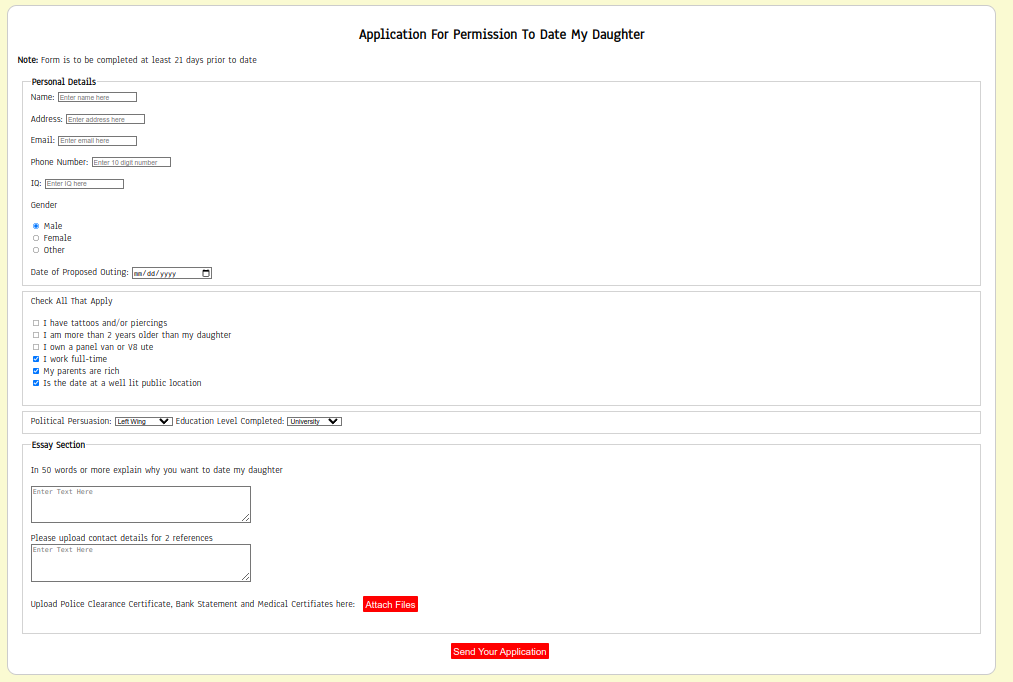 Application For Permission To Date My Daughter
Note: Form is to be completed at least 21 days prior to date
Personal Details
Name: Enter name here
Address: Enter address here
Email: Enter email here
Phone Number: Enter 10 digit number
IQ: Enter IQ here
Gender
Male
Female
Other
Date of Proposed Outing: mm/dd/yyyy
Check All That Apply
I have tattoos and/or piercings
I am more than 2 years older than my daughter
I own a panel van or V8 ute
I work full-time
My parents are rich
Is the date at a well lit public location
Political Persuasion: Left Wing Education Level Completed: University
Essay Section
In 50 words or more explain why you want to date my daughter
Enter Text Here
Please upload contact details for 2 references
Enter Text Here
Upload Police Clearance Certificate, Bank Statement and Medical Certifiates here: Attach Files
Send Your Application